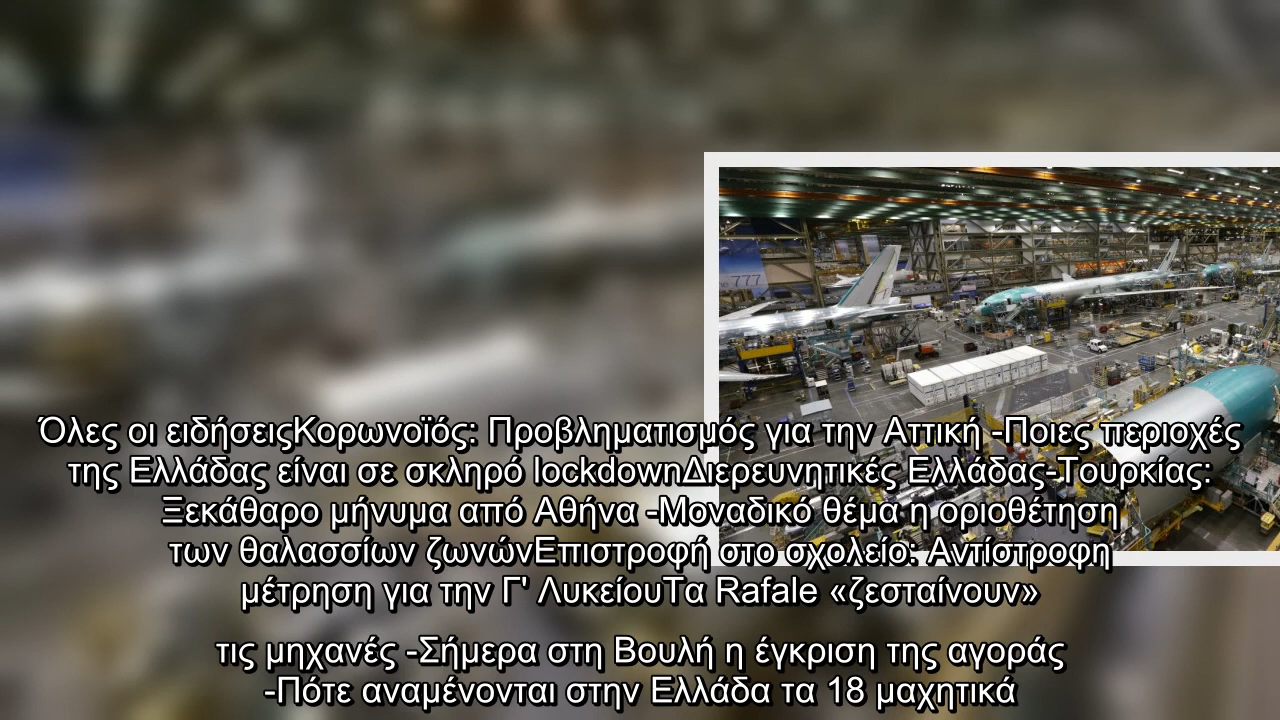 777
Όλες οι ειδήσειςΚορωνοϊός: Προβληματισμός για την Αττική -Ποιες περιοχές
της Ελλάδας είναι σε σκληρό lockdownΔιερευνητικές Ελλάδας-Τουρκίας:
Ξεκάθαρο μήνυμα από Αθήνα -Μοναδικό θέμα η οριοθέτηση
των θαλασσίων ζωνώνΕπιστροφή στο σχολείο: Αντίστροφη
μέτρηση για την Γ' ΛυκείουΤα Rafale «ζεσταίνουν»
τις μηχανές -Σήμερα στη Βουλή η έγκριση της αγοράς
-Πότε αναμένονται στην Ελλάδα τα 18 μαχητικά